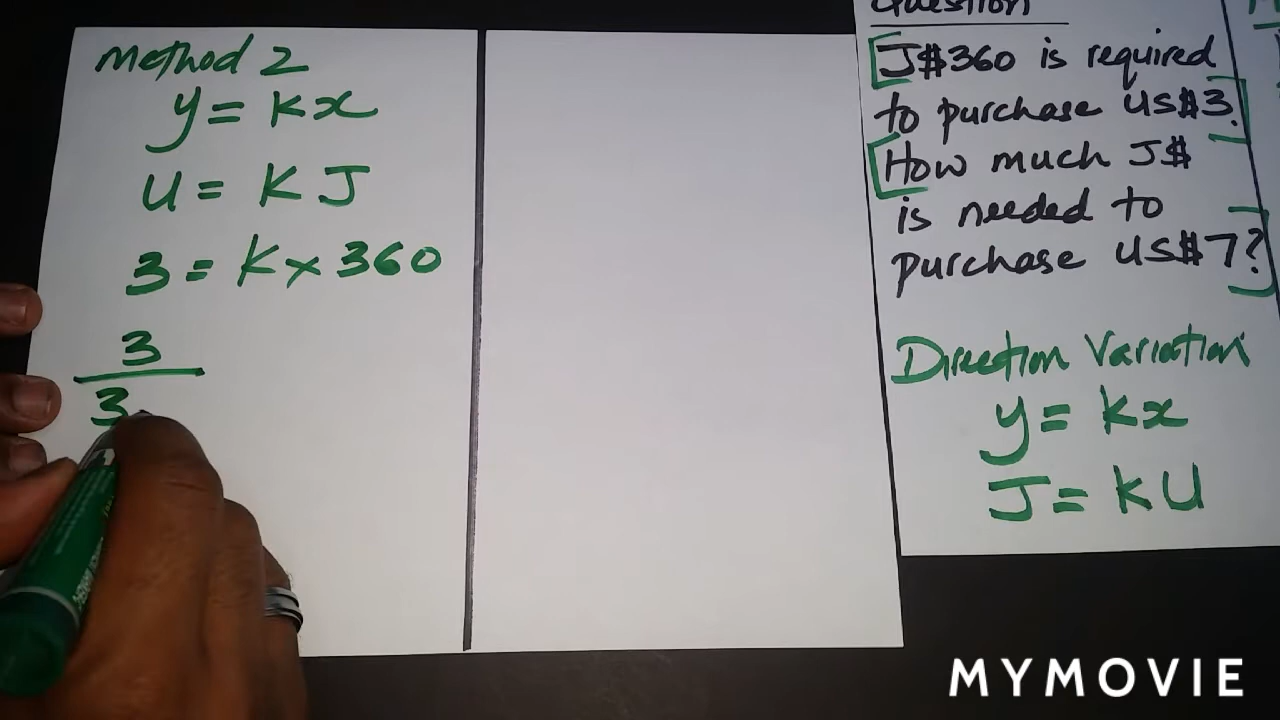 Method 2
y = kx
U = KJ
3 = K x 360
3
3
Question
J$360 is required
to purchase US$3.
How much J$
is needed to
purchase US$7?
Direction Variation
y = kx
J = kU
MYMOVIE